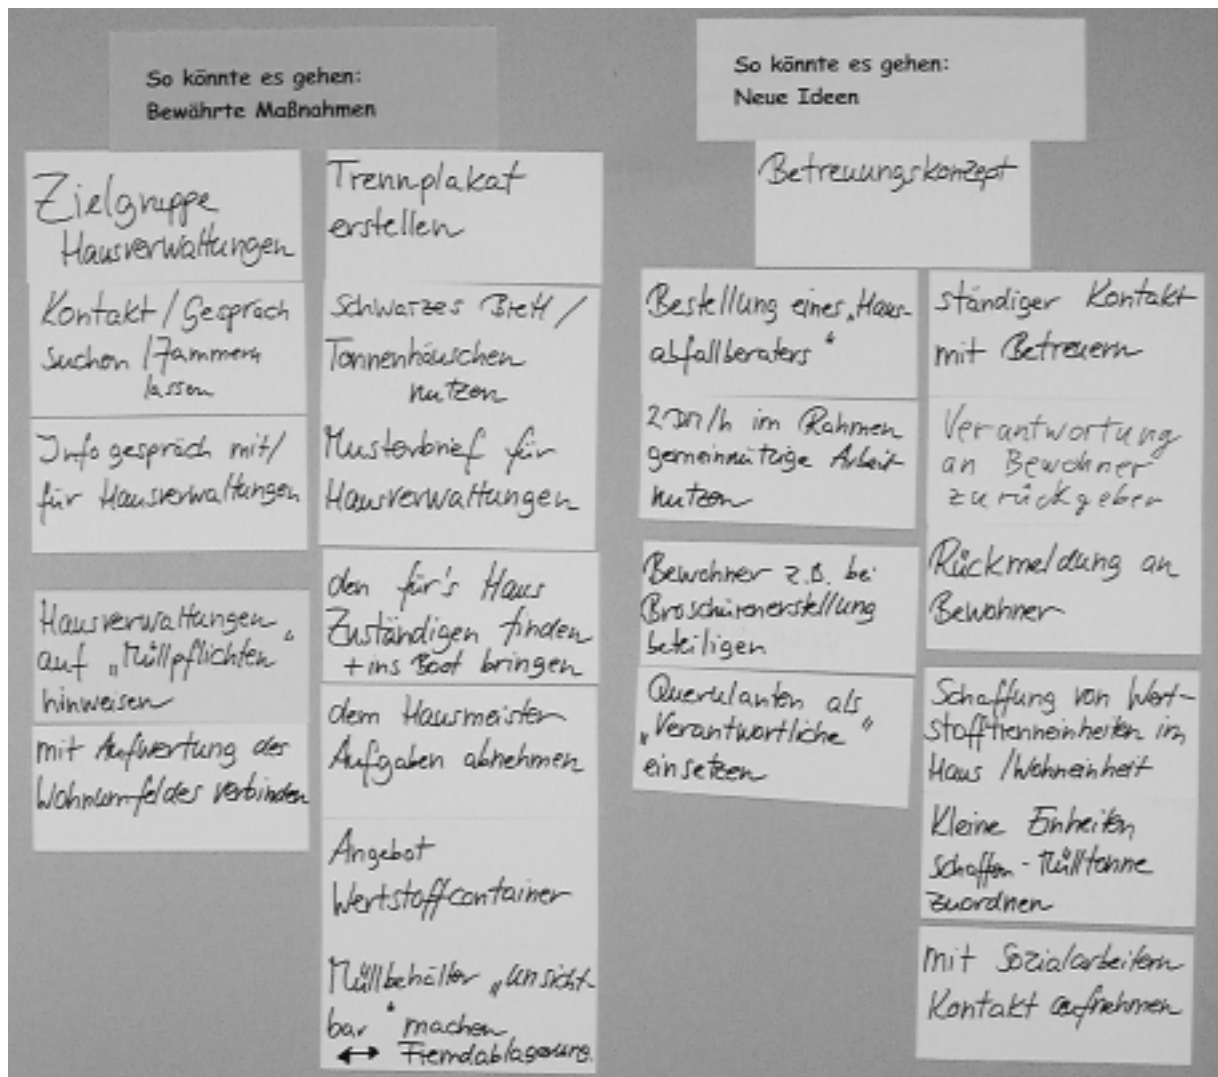 So könnte es gehen:
Bewährte Maßnahmen
Zielgruppe
Hausverwaltungen
Kontakt / Gespräch
suchen / Jammern
lassen
Infogespräch mit/
für Hausverwaltungen
Hausverwaltungen
auf „Müllpflichten“
hinweisen
mit Aufwertung des
Wohnumfeldes verbinden
Trennplakat
erstellen
Schwarzes Brett /
Tonnenhäuschen
nutzen
Musterbrief für
Hausverwaltungen
den für's Haus
Zuständigen finden
+ ins Boot bringen
dem Hausmeister
Aufgaben abnehmen
Angebot
Wertstoffcontainer
Müllbehälter „unsicht-
bar“ machen
↔ Fremdablagerung.
So könnte es gehen:
Neue Ideen
Betreuungskonzept
Bestellung eines „Haus-
abfallberaters“
2 DM/h im Rahmen
gemeinnützige Arbeit
nutzen
Bewohner z.B. bei
Broschürenerstellung
beteiligen
Querulanten als
„Verantwortliche“
einsetzen
ständiger Kontakt
mit Betreuern
Verantwortung
an Bewohner
zurückgeben
Rückmeldung an
Bewohner
Schaffung von Wert-
stofftrenneinheiten im
Haus / Wohneinheit
Kleine Einheiten
schaffen - Mülltonne
zuordnen
mit Sozialarbeitern
Kontakt aufnehmen